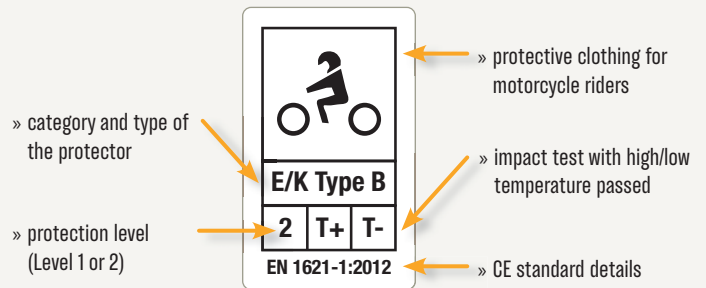 » protective clothing for
motorcycle riders
» category and type of
the protector
E/K Type B
» impact test with high/low
temperature passed
» protection level
(Level 1 or 2)
2 T+ T-
EN 1621-1:2012
» CE standard details